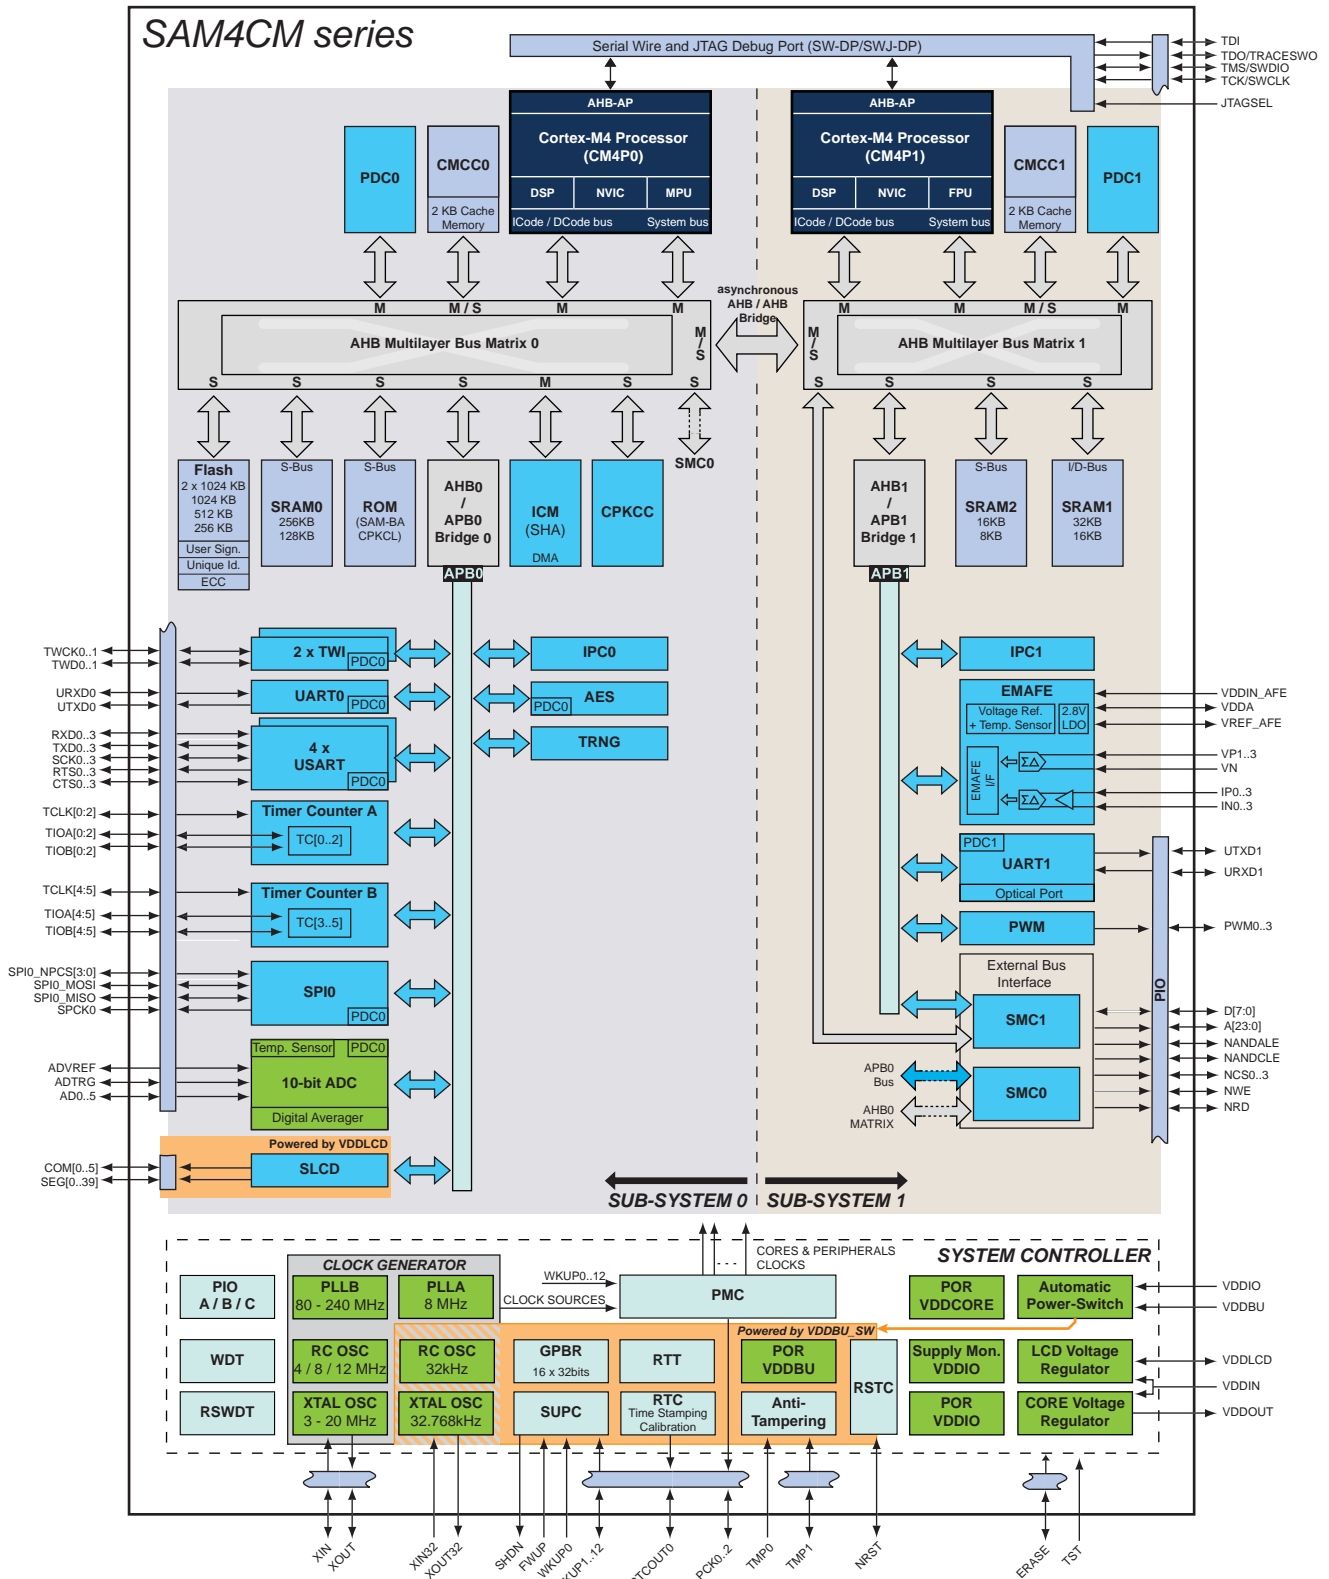 SAM4CM series
Serial Wire and JTAG Debug Port (SW-DP/SWJ-DP)
TDI
TDO/TRACESWO
TMS/SWDIO
TCK/SWCLK
JTAGSEL
PDC0
CMCC0
2 KB Cache
Memory
AHB-AP
Cortex-M4 Processor
(CM4P0)
DSP
NVIC
MPU
ICode / DCode bus
System bus
AHB-AP
Cortex-M4 Processor
(CM4P1)
DSP
NVIC
FPU
ICode / DCode bus
System bus
CMCC1
2 KB Cache
Memory
PDC1
M
M / S
M
M
M
/
S
AHB Multilayer Bus Matrix 0
S
S
S
S
M
S
S
asynchronous
AHB / AHB
Bridge
M
M
M / S
M
M
/
S
AHB Multilayer Bus Matrix 1
S
S
S
S
Flash
2 x 1024 KB
1024 KB
512 KB
256 KB
User Sign.
Unique Id.
ECC
S-Bus
SRAM0
256KB
128KB
S-Bus
ROM
(SAM-BA
CPKCL)
AHB0
/
APB0
Bridge 0
APB0
ICM
(SHA)
DMA
CPKCC
SMC0
AHB1
/
APB1
Bridge 1
APB1
S-Bus
SRAM2
16KB
8KB
I/D-Bus
SRAM1
32KB
16KB
TWCK0..1
TWD0..1
2 x TWI
PDC0
URXD0
UTXD0
UART0
PDC0
RXD0..3
TXD0..3
SCK0..3
RTS0..3
CTS0..3
4 x
USART
PDC0
TCLK[0:2]
TIOA[0:2]
TIOB[0:2]
Timer Counter A
TC[0..2]
TCLK[4:5]
TIOA[4:5]
TIOB[4:5]
Timer Counter B
TC[3..5]
SPI0_NPCS[3:0]
SPI0_MOSI
SPI0_MISO
SPCK0
SPI0
PDC0
ADVREF
ADTRG
AD0..5
Temp. Sensor
PDC0
10-bit ADC
Digital Averager
Powered by VDDLCD
COM[0..5]
SEG[0..39]
SLCD
IPC0
AES
PDC0
TRNG
IPC1
EMAFE
Voltage Ref.
+ Temp. Sensor
2.8V
LDO
EMAFE
I/F
ΣΔ
ΣΔ
VDDIN_AFE
VDDA
VREF_AFE
VP1..3
VN
IP0..3
IN0..3
PDC1
UART1
Optical Port
UTXD1
URXD1
PWM
PWM0..3
External Bus
Interface
SMC1
SMC0
APB0
Bus
AHB0
MATRIX
PIO
D[7:0]
A[23:0]
NANDALE
NANDCLE
NCS0..3
NWE
NRD
SUB-SYSTEM 0
SUB-SYSTEM 1
SYSTEM CONTROLLER
CORES & PERIPHERALS
CLOCKS
WKUP0..12
CLOCK SOURCES
PMC
PIO
A / B / C
WDT
RSWDT
CLOCK GENERATOR
PLLB
80 - 240 MHz
PLLA
8 MHz
RC OSC
4 / 8 / 12 MHz
RC OSC
32kHz
XTAL OSC
3 - 20 MHz
XTAL OSC
32.768kHz
Powered by VDDBU_SW
GPBR
16 x 32bits
RTT
POR
VDDBU
SUPC
RTC
Time Stamping
Calibration
Anti-
Tampering
RSTC
POR
VDDCORE
Automatic
Power-Switch
Supply Mon.
VDDIO
LCD Voltage
Regulator
POR
VDDIO
CORE Voltage
Regulator
VDDIO
VDDBU
VDDLCD
VDDIN
VDDOUT
XIN
XOUT
XIN32
XOUT32
SHDN
FWUP
WKUP0
KUP1..12
TCOUT0
PCK0..2
TMP0
TMP1
NRST
ERASE
TST